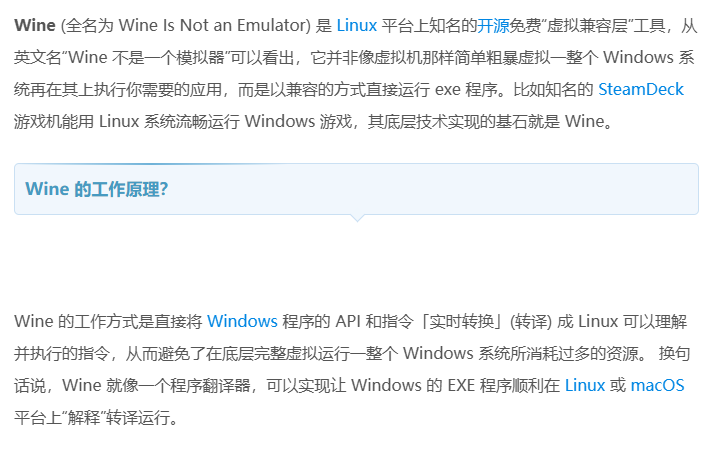 Wine (全名为 Wine Is Not an Emulator) 是 Linux 平台上知名的开源免费“虚拟兼容层”工具，从
英文名“Wine 不是一个模拟器”可以看出，它并非像虚拟机那样简单粗暴虚拟一整个 Windows 系
统再在其上执行你需要的应用，而是以兼容的方式直接运行 exe 程序。比如知名的 SteamDeck
游戏机能用 Linux 系统流畅运行 Windows 游戏，其底层技术实现的基石就是 Wine。
Wine 的工作原理？
Wine 的工作方式是直接将 Windows 程序的 API 和指令「实时转换」(转译) 成 Linux 可以理解
并执行的指令，从而避免了在底层完整虚拟运行一整个 Windows 系统所消耗过多的资源。 换句
话说，Wine 就像一个程序翻译器，可以实现让 Windows 的 EXE 程序顺利在 Linux 或 macOS
平台上“解释”转译运行。